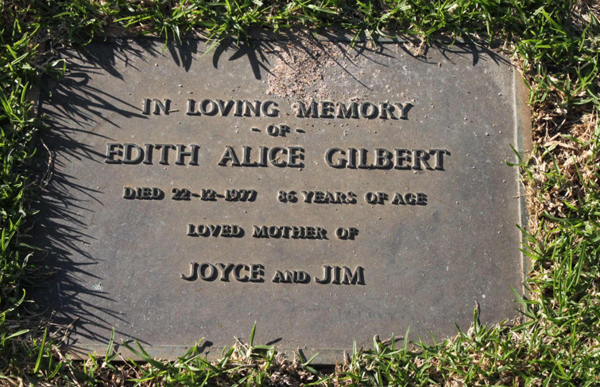 IN LOVING MEMORY
- OF -
EDITH ALICE GILBERT
DIED 22-12-1977 86 YEARS OF AGE
LOVED MOTHER OF
JOYCE AND JIM